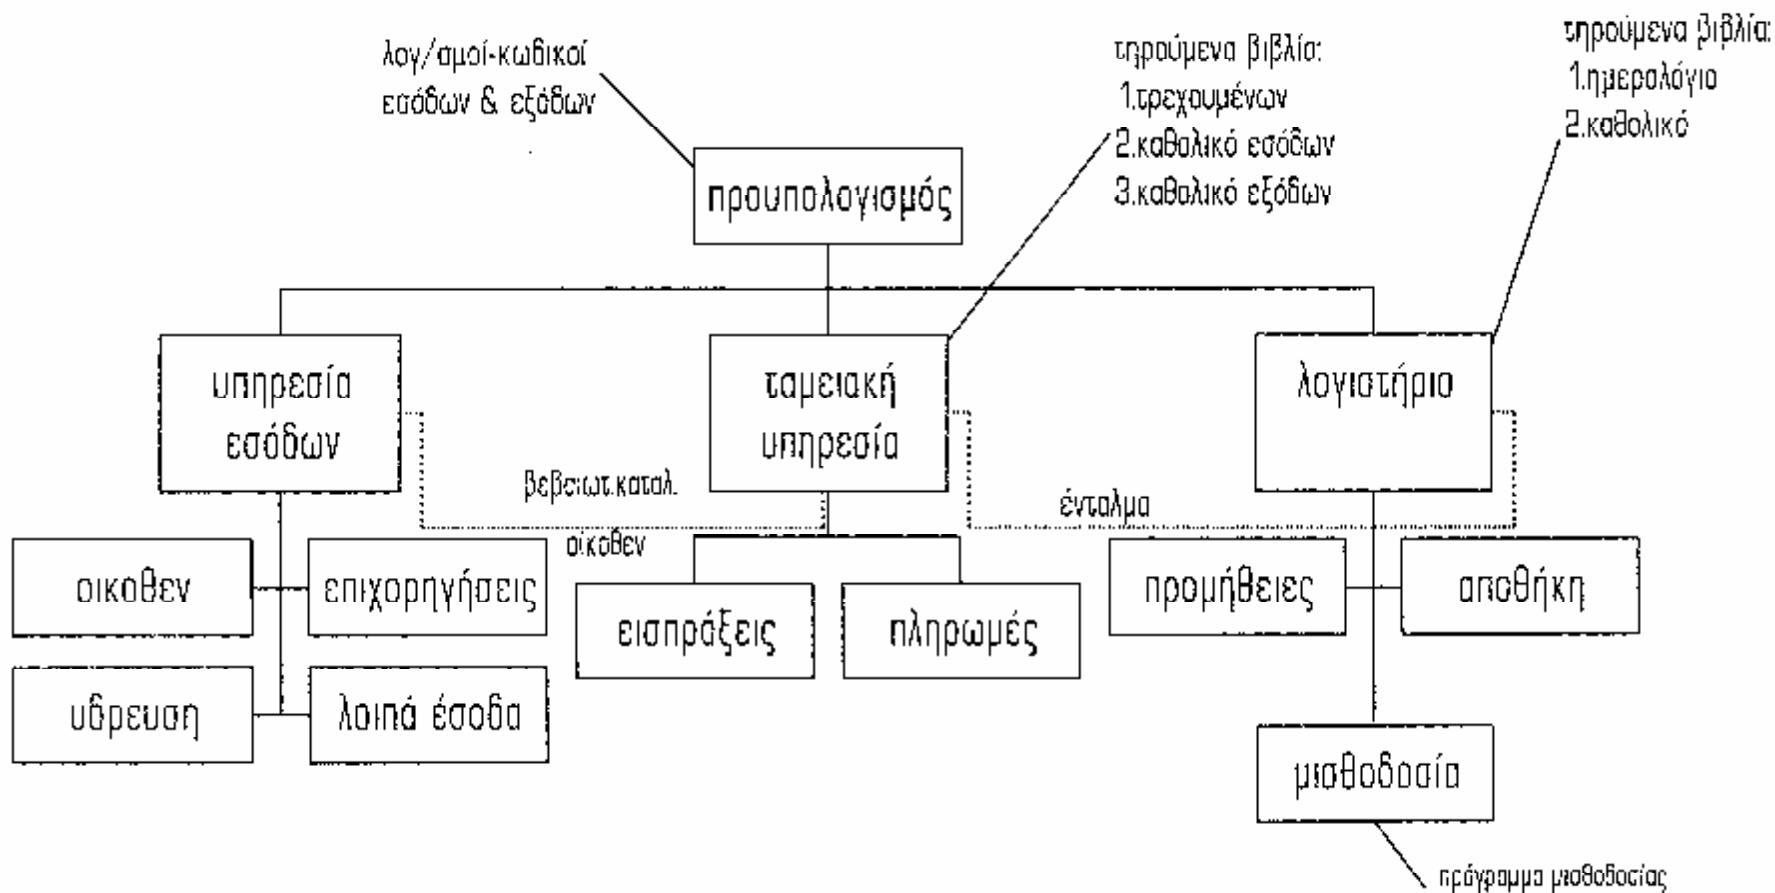 λογ/σμοί-κωδικοί
εσόδων & εξόδων
τηρούμενα βιβλία:
1.τρεχουμένων
2.καθολικό εσόδων
3.καθολικό εξόδων
τηρούμενα βιβλία:
1.ημερολόγιο
2.καθολικό
προυπολογισμός
υπηρεσία
εσόδων
ταμειακή
υπηρεσία
λογιστήριο
βεβειωτ.καταλ.
οίκοθεν
ένταλμα
οικοθεν
επιχορηγήσεις
υδρευση
λοιπά έσοδα
εισπράξεις
πληρωμές
προμήθειες
αποθήκη
μισθοδοσία
πρόγραμμα μισθοδοσίας